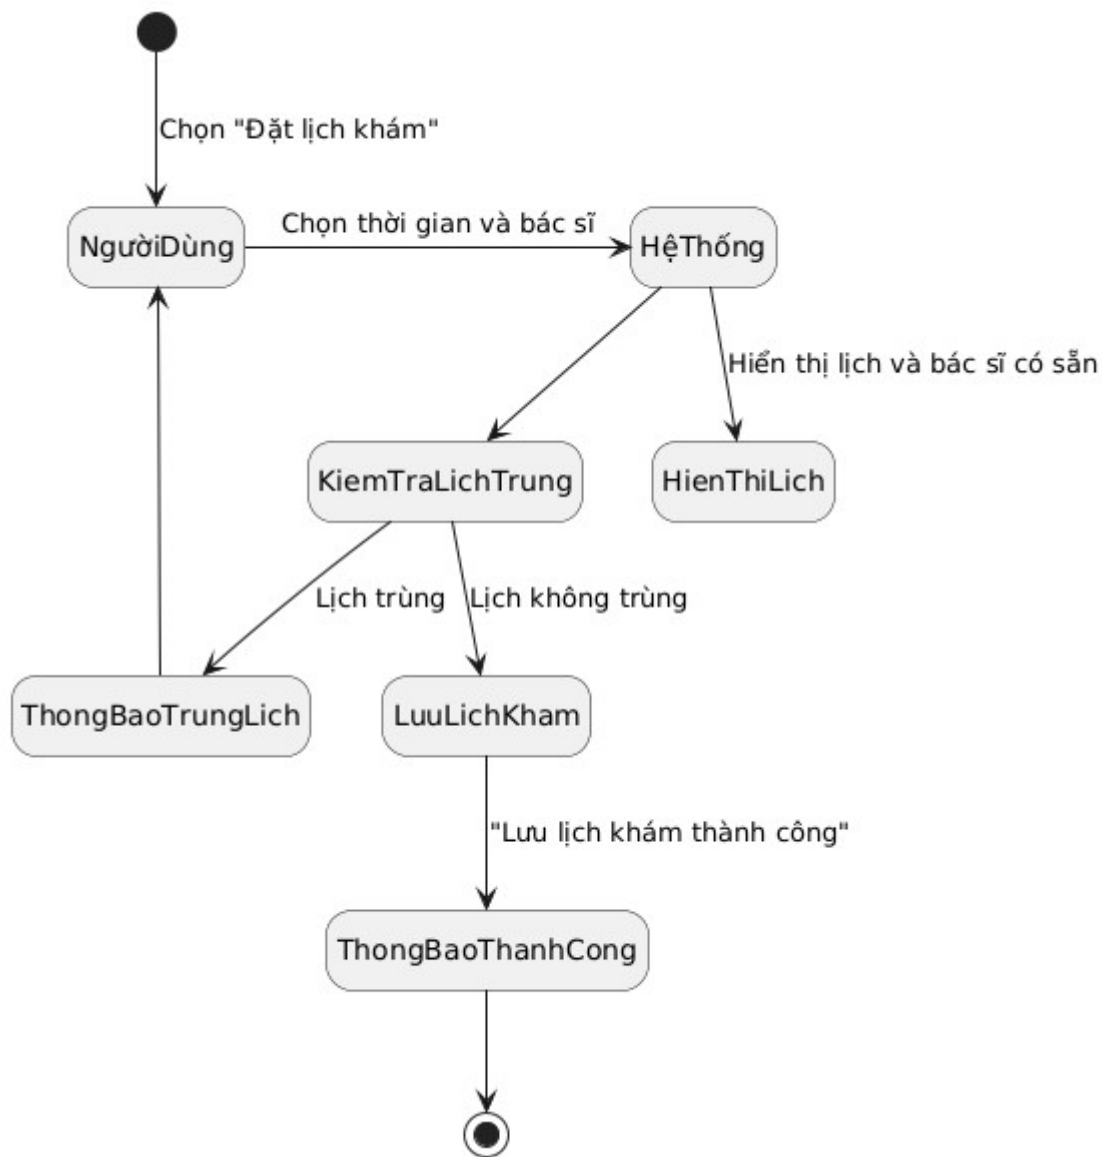 Chọn "Đặt lịch khám"
NgườiDùng
Chọn thời gian và bác sĩ
HệThống
Hiển thị lịch và bác sĩ có sẵn
KiemTraLichTrung
HienThiLich
Lịch trùng
Lịch không trùng
ThongBaoTrungLich
LuuLichKham
"Lưu lịch khám thành công"
ThongBaoThanhCong